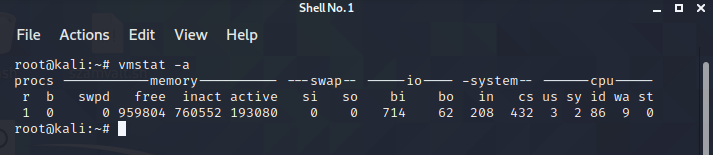 Shell No. 1
File Actions Edit View Help
root@kali:~# vmstat -a
procs -----------memory---------- ---swap-- -----io---- -system-- ------cpu-----
 r  b   swpd   free  inact active   si   so    bi    bo   in   cs us sy id wa st
 1  0      0 959804 760552 193080    0    0   714    62  208  432  3  2 86  9  0
root@kali:~#